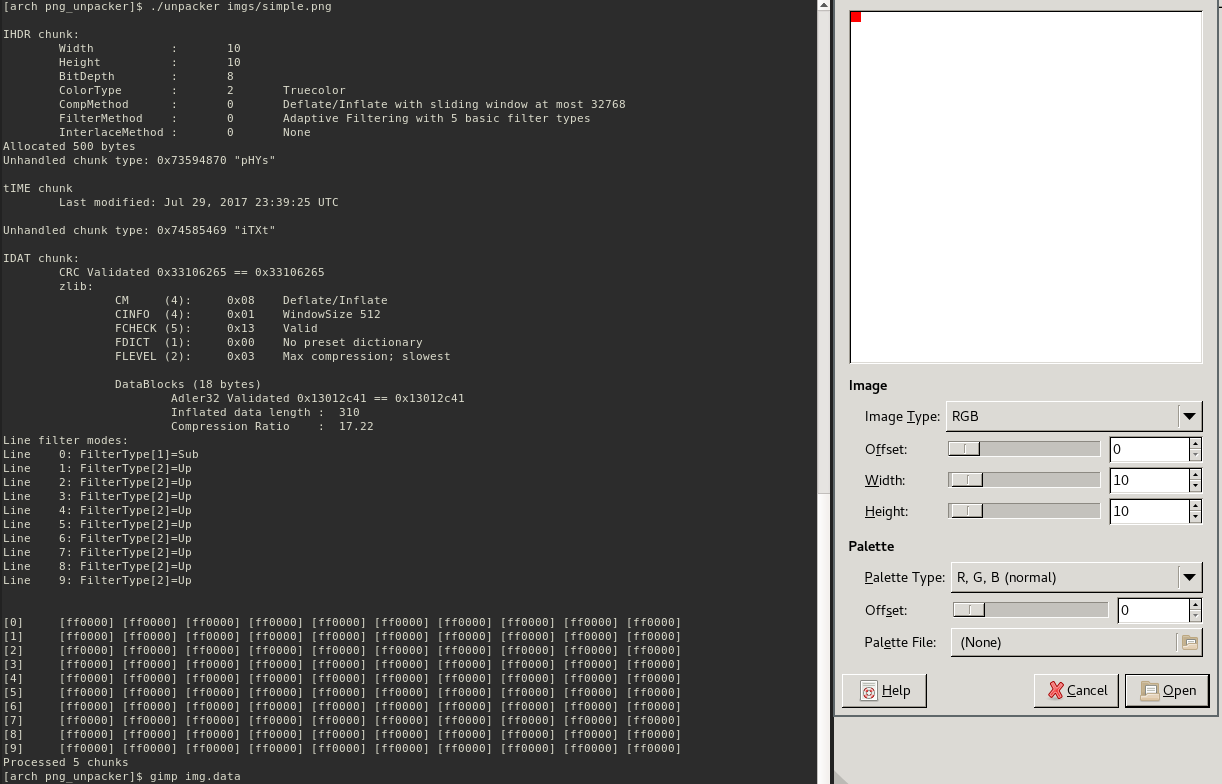 [arch png_unpacker]$ ./unpacker imgs/simple.png
IHDR chunk:
Width : 10
Height : 10
BitDepth : 8
ColorType : 2 Truecolor
CompMethod : 0 Deflate/Inflate with sliding window at most 32768
FilterMethod : 0 Adaptive Filtering with 5 basic filter types
InterlaceMethod : 0 None
Allocated 500 bytes
Unhandled chunk type: 0x73594870 "pHYs"
tIME chunk
Last modified: Jul 29, 2017 23:39:25 UTC
Unhandled chunk type: 0x74585469 "iTXt"
IDAT chunk:
CRC Validated 0x33106265 == 0x33106265
zlib:
CM (4): 0x08 Deflate/Inflate
CINFO (4): 0x01 WindowSize 512
FCHECK (5): 0x13 Valid
FDICT (1): 0x00 No preset dictionary
FLEVEL (2): 0x03 Max compression; slowest
DataBlocks (18 bytes)
Adler32 Validated 0x13012c41 == 0x13012c41
Inflated data length : 310
Compression Ratio : 17.22
Line filter modes:
Line 0: FilterType[1]=Sub
Line 1: FilterType[2]=Up
Line 2: FilterType[2]=Up
Line 3: FilterType[2]=Up
Line 4: FilterType[2]=Up
Line 5: FilterType[2]=Up
Line 6: FilterType[2]=Up
Line 7: FilterType[2]=Up
Line 8: FilterType[2]=Up
Line 9: FilterType[2]=Up
[0] [ff0000] [ff0000] [ff0000] [ff0000] [ff0000] [ff0000] [ff0000] [ff0000] [ff0000] [ff0000]
[1] [ff0000] [ff0000] [ff0000] [ff0000] [ff0000] [ff0000] [ff0000] [ff0000] [ff0000] [ff0000]
[2] [ff0000] [ff0000] [ff0000] [ff0000] [ff0000] [ff0000] [ff0000] [ff0000] [ff0000] [ff0000]
[3] [ff0000] [ff0000] [ff0000] [ff0000] [ff0000] [ff0000] [ff0000] [ff0000] [ff0000] [ff0000]
[4] [ff0000] [ff0000] [ff0000] [ff0000] [ff0000] [ff0000] [ff0000] [ff0000] [ff0000] [ff0000]
[5] [ff0000] [ff0000] [ff0000] [ff0000] [ff0000] [ff0000] [ff0000] [ff0000] [ff0000] [ff0000]
[6] [ff0000] [ff0000] [ff0000] [ff0000] [ff0000] [ff0000] [ff0000] [ff0000] [ff0000] [ff0000]
[7] [ff0000] [ff0000] [ff0000] [ff0000] [ff0000] [ff0000] [ff0000] [ff0000] [ff0000] [ff0000]
[8] [ff0000] [ff0000] [ff0000] [ff0000] [ff0000] [ff0000] [ff0000] [ff0000] [ff0000] [ff0000]
[9] [ff0000] [ff0000] [ff0000] [ff0000] [ff0000] [ff0000] [ff0000] [ff0000] [ff0000] [ff0000]
Processed 5 chunks
[arch png_unpacker]$ gimp img.data
Image
Image Type: RGB
Offset: 0
Width: 10
Height: 10
Palette
Palette Type: R, G, B (normal)
Offset: 0
Palette File: (None)
Help Cancel Open